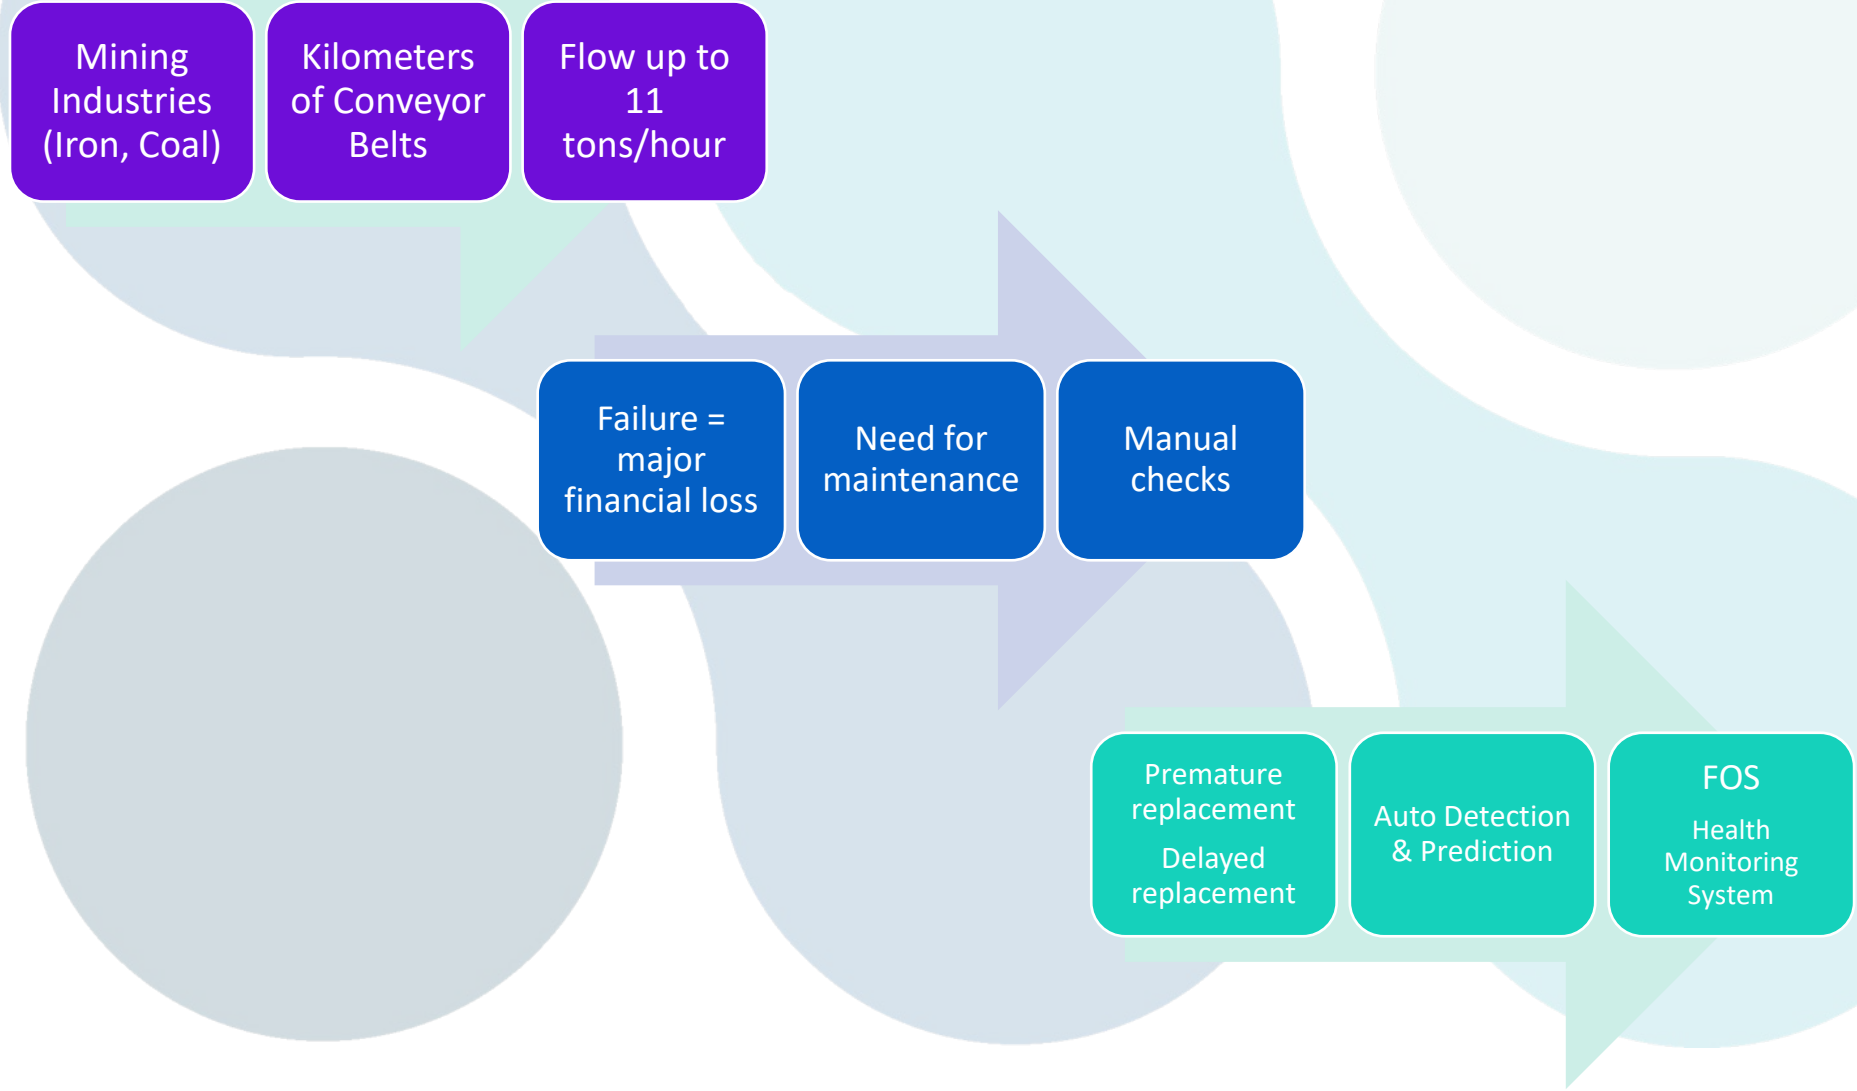 Mining
Industries
(Iron, Coal)
Kilometers
of Conveyor
Belts
Flow up to
11
tons/hour
Failure =
major
financial loss
Need for
maintenance
Manual
checks
Premature
replacement
Delayed
replacement
Auto Detection
& Prediction
FOS
Health
Monitoring
System